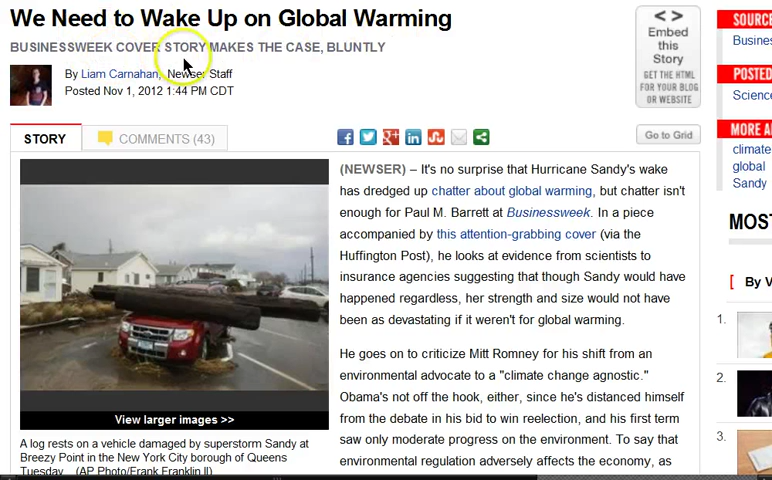 We Need to Wake Up on Global Warming
BUSINESSWEEK COVER STORY MAKES THE CASE, BLUNTLY
By Liam Carnahan, Newser Staff
Posted Nov 1, 2012 1:44 PM CDT
< >
Embed
this
Story
GET THE HTML
FOR YOUR BLOG
OR WEBSITE
STORY
COMMENTS (43)
Go to Grid
View larger images >>
A log rests on a vehicle damaged by superstorm Sandy at
Breezy Point in the New York City borough of Queens
Tuesday... (AP Photo/Frank Franklin II)
(NEWSER) – It's no surprise that Hurricane Sandy's wake
has dredged up chatter about global warming, but chatter isn't
enough for Paul M. Barrett at Businessweek. In a piece
accompanied by this attention-grabbing cover (via the
Huffington Post), he looks at evidence from scientists to
insurance agencies suggesting that though Sandy would have
happened regardless, her strength and size would not have
been as devastating if it weren't for global warming.
He goes on to criticize Mitt Romney for his shift from an
environmental advocate to a "climate change agnostic."
Obama's not off the hook, either, since he's distanced himself
from the debate in his bid to win reelection, and his first term
saw only moderate progress on the environment. To say that
environmental regulation adversely affects the economy, as
SOURC
Busines
POSTED
Science
MORE A
climate
global
Sandy
MOST
[ By V
1.
2.
3.